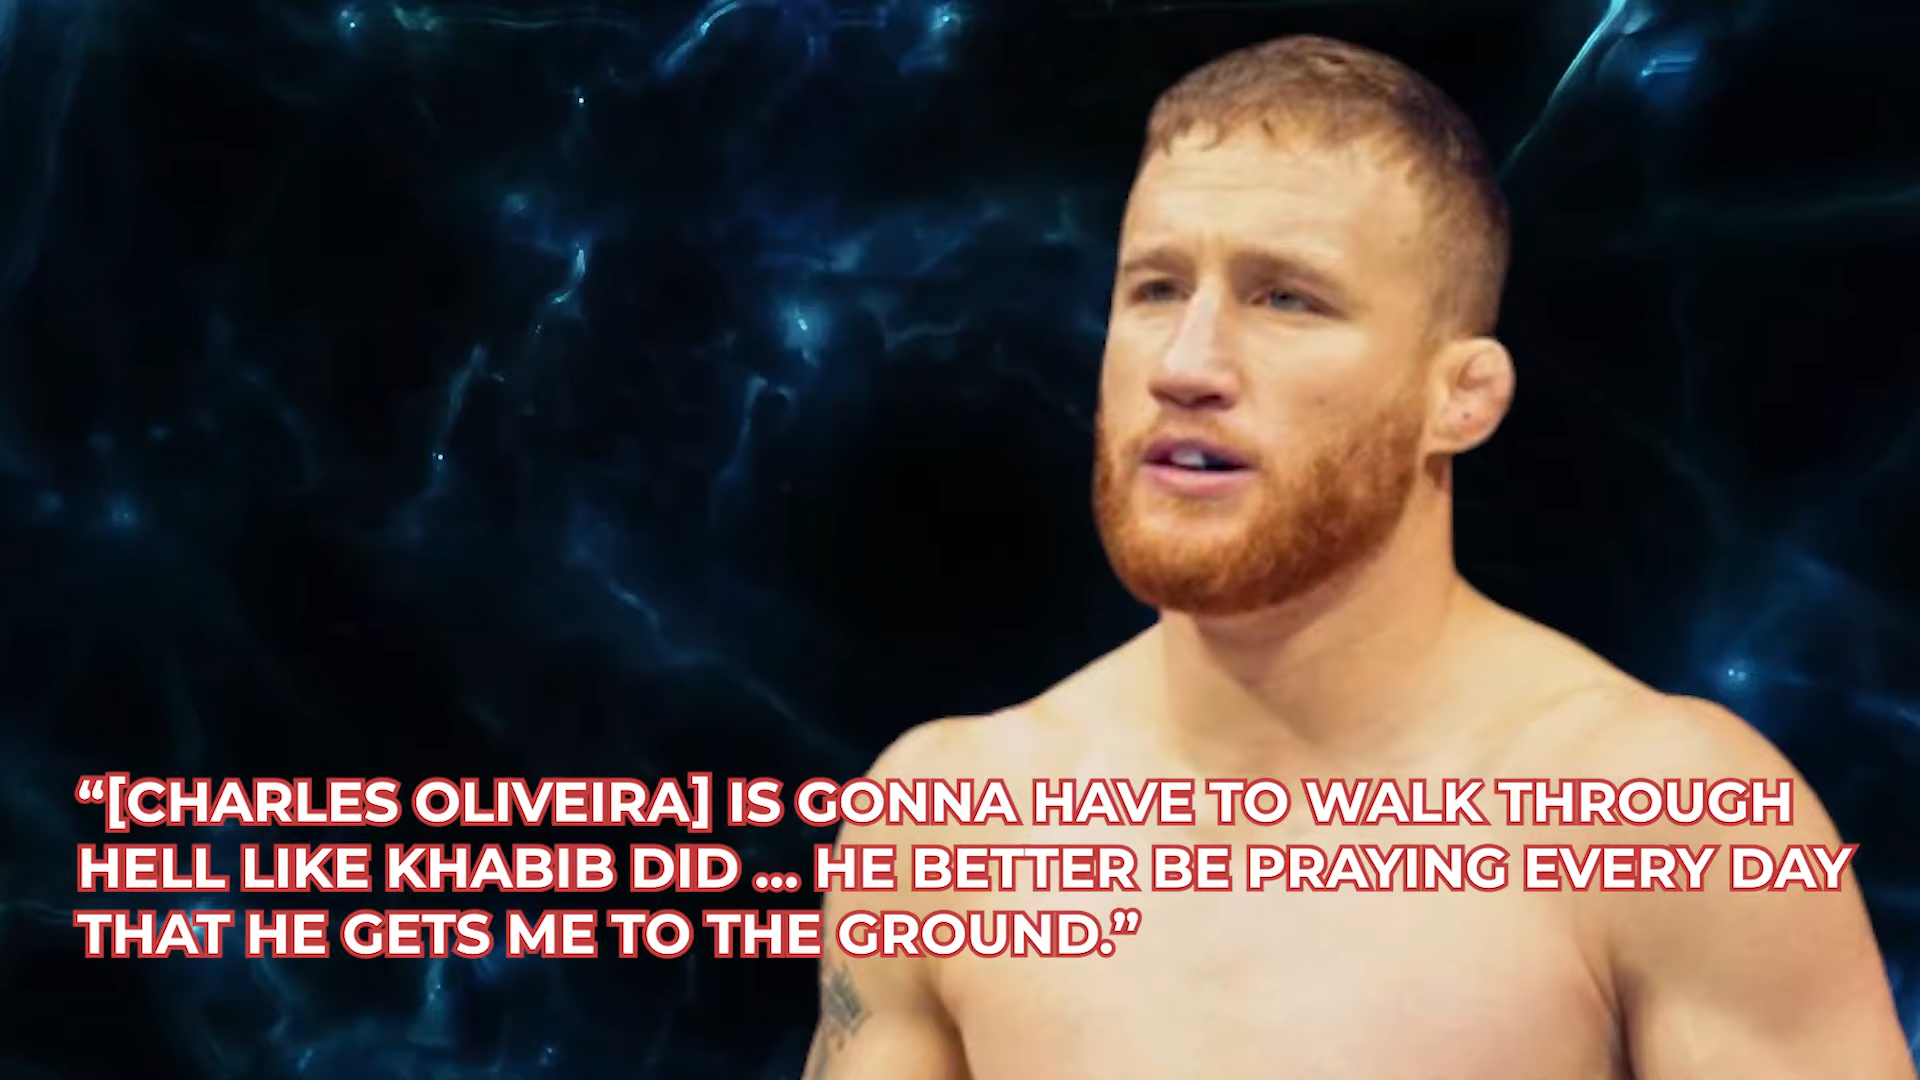 “[CHARLES OLIVEIRA] IS GONNA HAVE TO WALK THROUGH
HELL LIKE KHABIB DID ... HE BETTER BE PRAYING EVERY DAY
THAT HE GETS ME TO THE GROUND.”